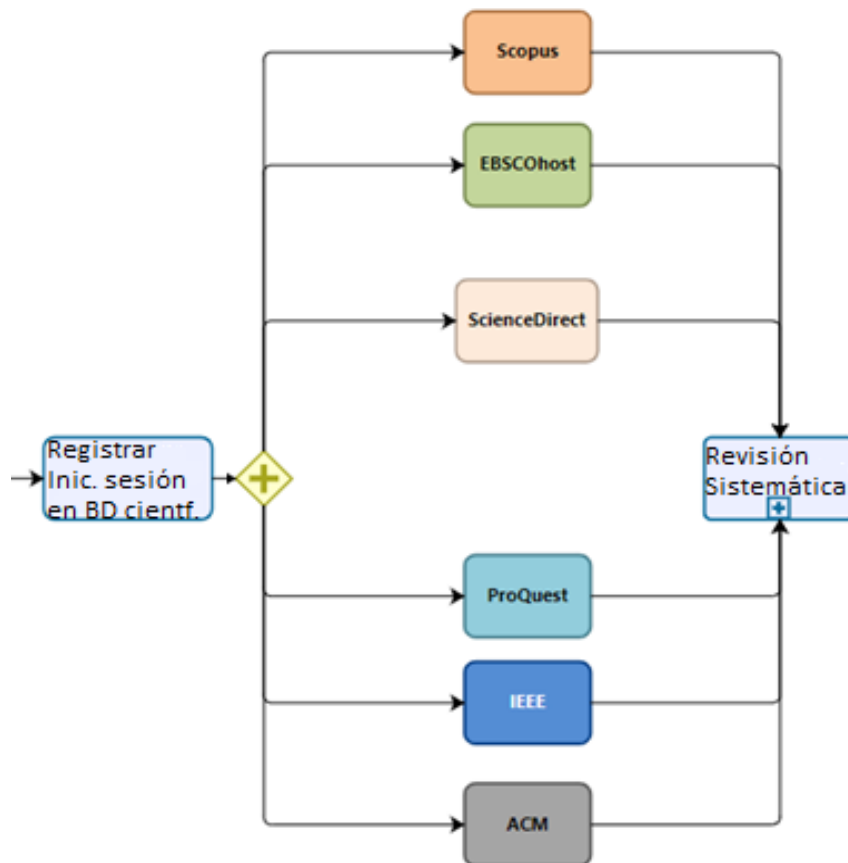 Scopus
EBSCOhost
ScienceDirect
Registrar
Inic. sesión
en BD cientf.
Revisión
Sistemática
ProQuest
IEEE
ACM